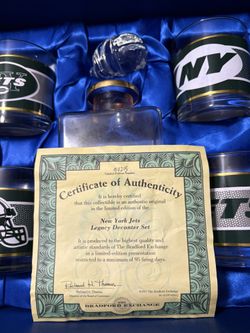 TS
NY
ETS
Certificate of Authenticity
It is hereby certified
that this collectible is an authentic original
in the limited edition of the
New York Jets
Legacy Decanter Set
It is produced to the highest quality and
artistic standards of The Bradford Exchange
in a limited edition presentation
restricted to a maximum of 95 firing days.
BRADFORD EXCHANGE